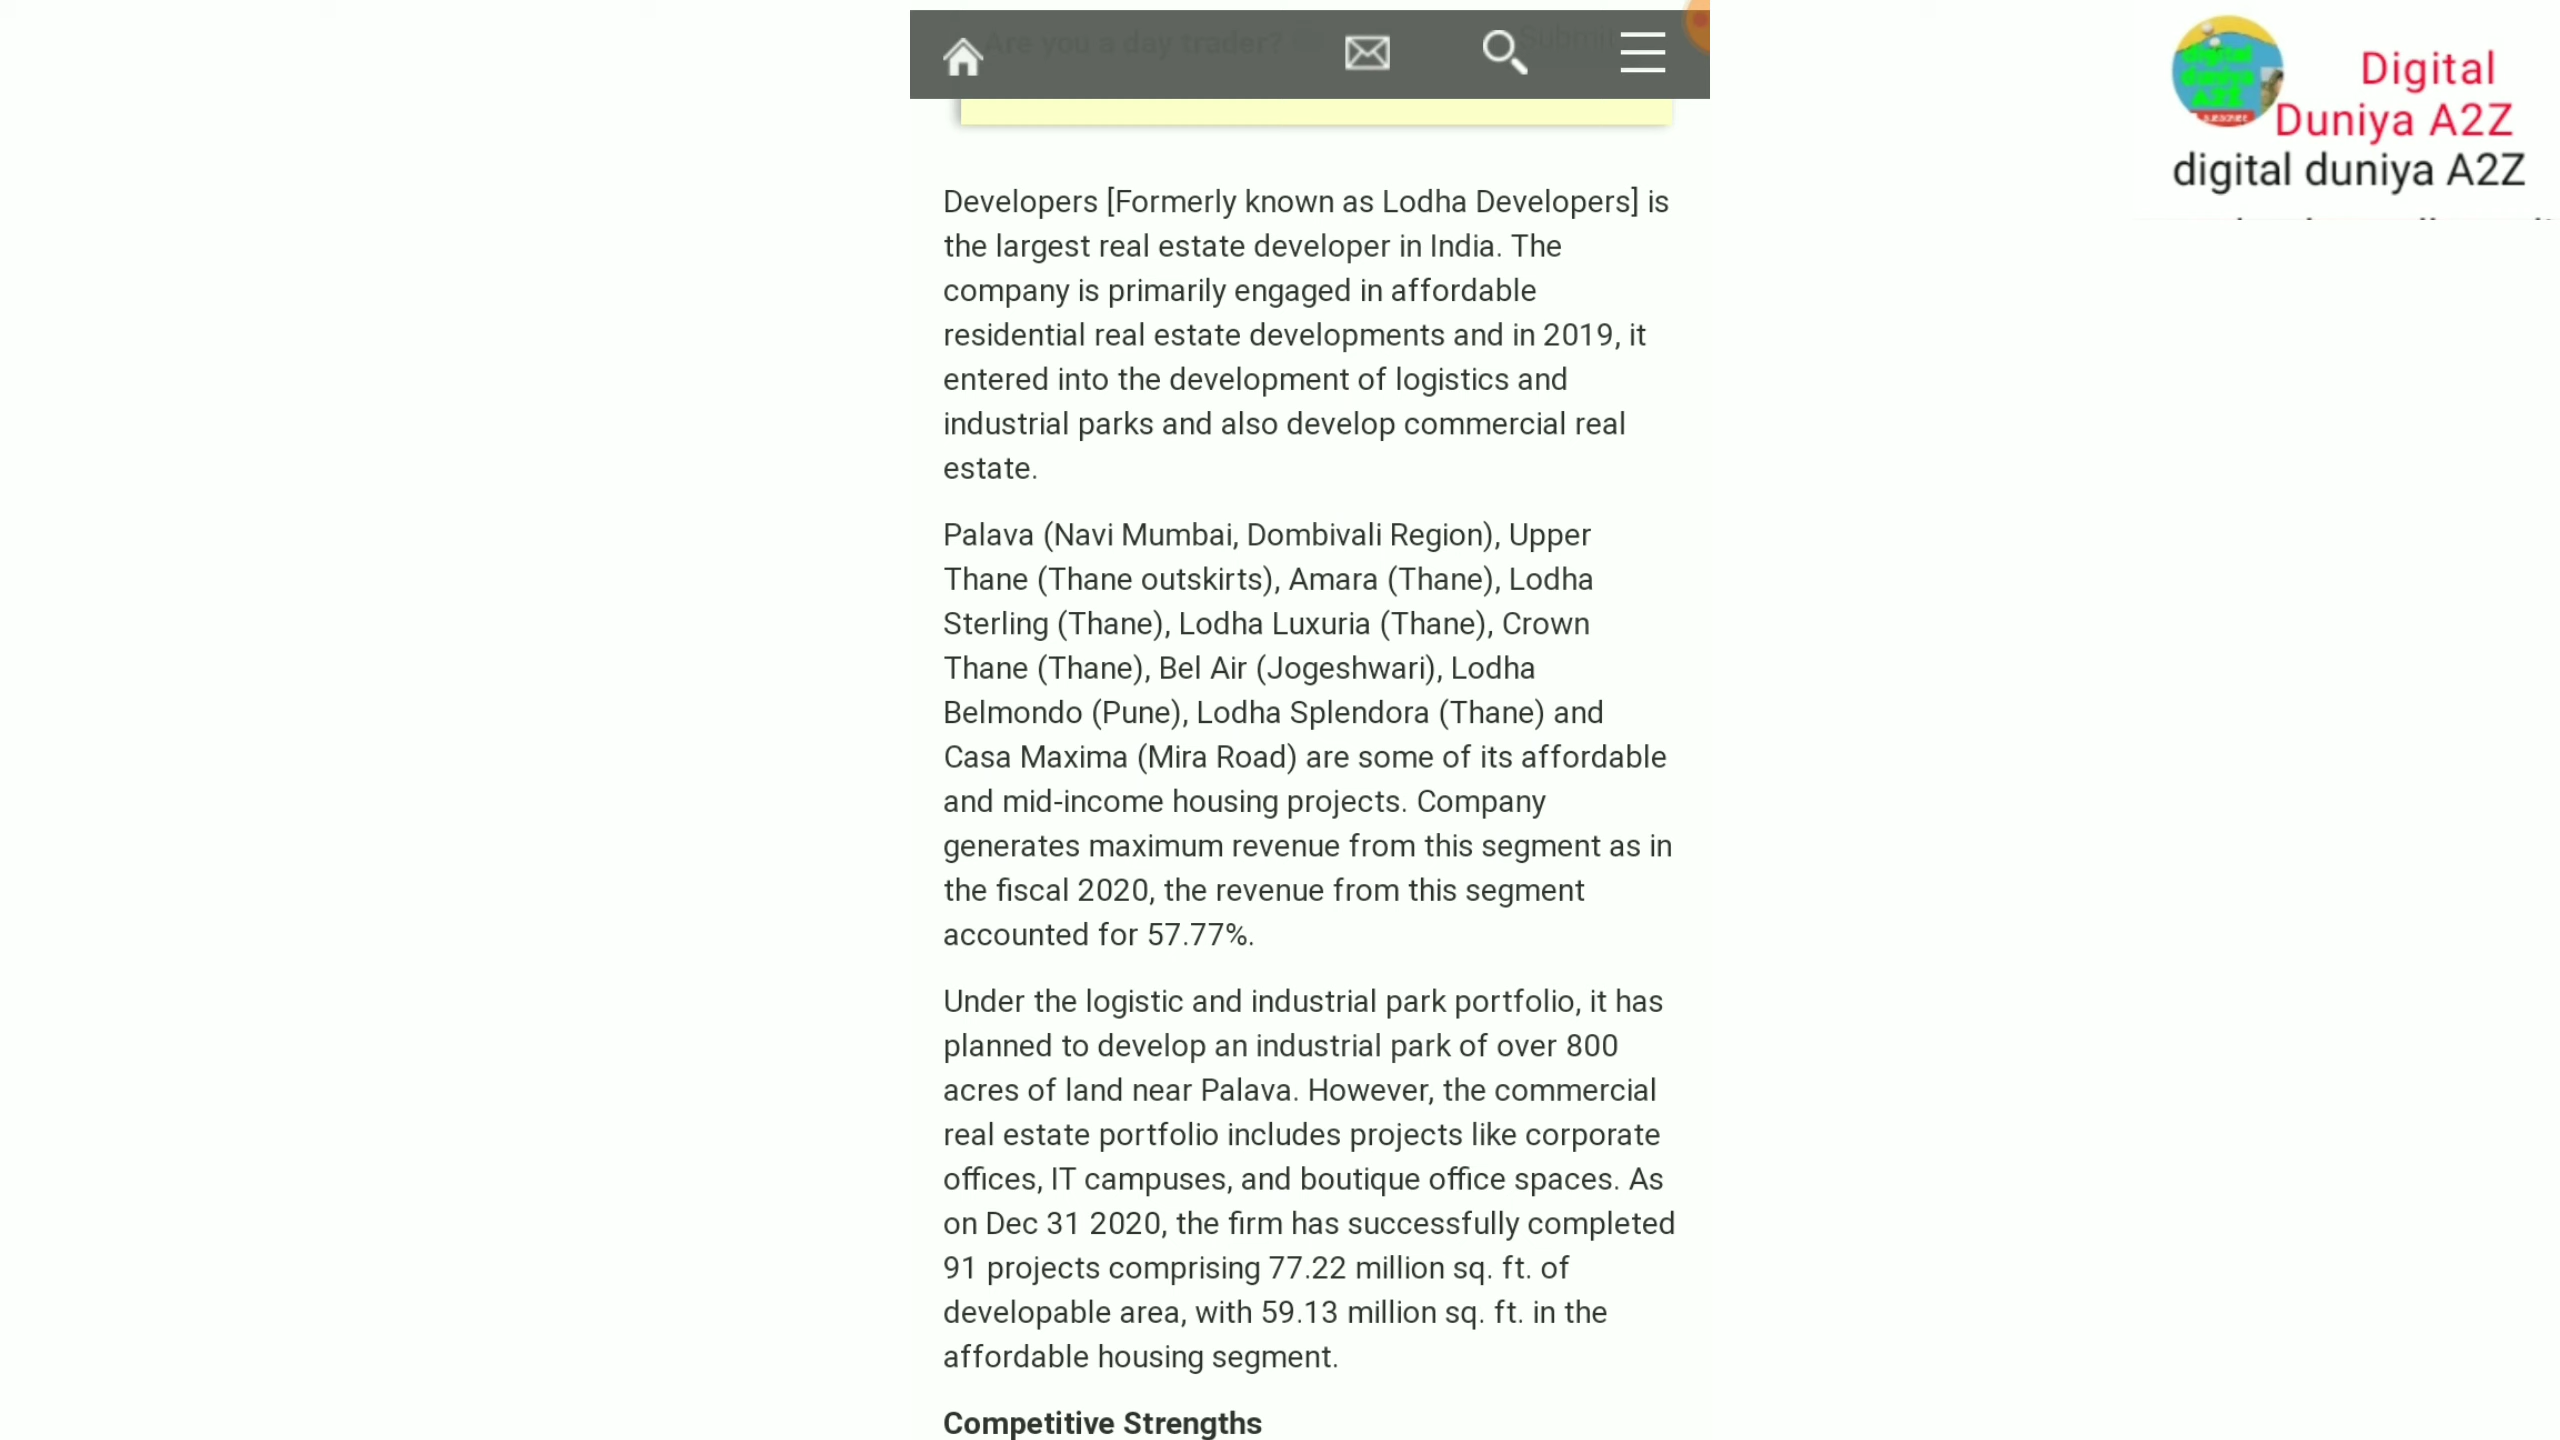 Are you a day trader?
Submit
Digital
Duniya A2Z
digital duniya A2Z
digital
duniya
A2Z
SUBSCRIBE
Developers [Formerly known as Lodha Developers] is
the largest real estate developer in India. The
company is primarily engaged in affordable
residential real estate developments and in 2019, it
entered into the development of logistics and
industrial parks and also develop commercial real
estate.
Palava (Navi Mumbai, Dombivali Region), Upper
Thane (Thane outskirts), Amara (Thane), Lodha
Sterling (Thane), Lodha Luxuria (Thane), Crown
Thane (Thane), Bel Air (Jogeshwari), Lodha
Belmondo (Pune), Lodha Splendora (Thane) and
Casa Maxima (Mira Road) are some of its affordable
and mid-income housing projects. Company
generates maximum revenue from this segment as in
the fiscal 2020, the revenue from this segment
accounted for 57.77%.
Under the logistic and industrial park portfolio, it has
planned to develop an industrial park of over 800
acres of land near Palava. However, the commercial
real estate portfolio includes projects like corporate
offices, IT campuses, and boutique office spaces. As
on Dec 31 2020, the firm has successfully completed
91 projects comprising 77.22 million sq. ft. of
developable area, with 59.13 million sq. ft. in the
affordable housing segment.
Competitive Strengths